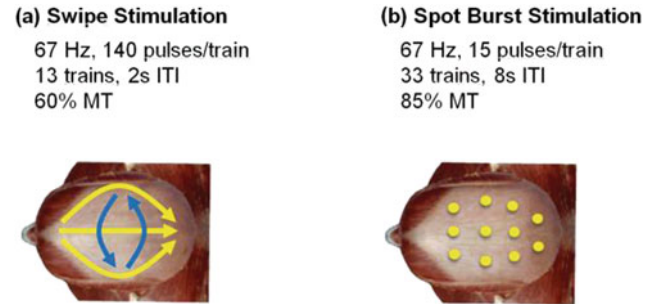 (a) Swipe Stimulation
67 Hz, 140 pulses/train
13 trains, 2s ITI
60% MT
(b) Spot Burst Stimulation
67 Hz, 15 pulses/train
33 trains, 8s ITI
85% MT